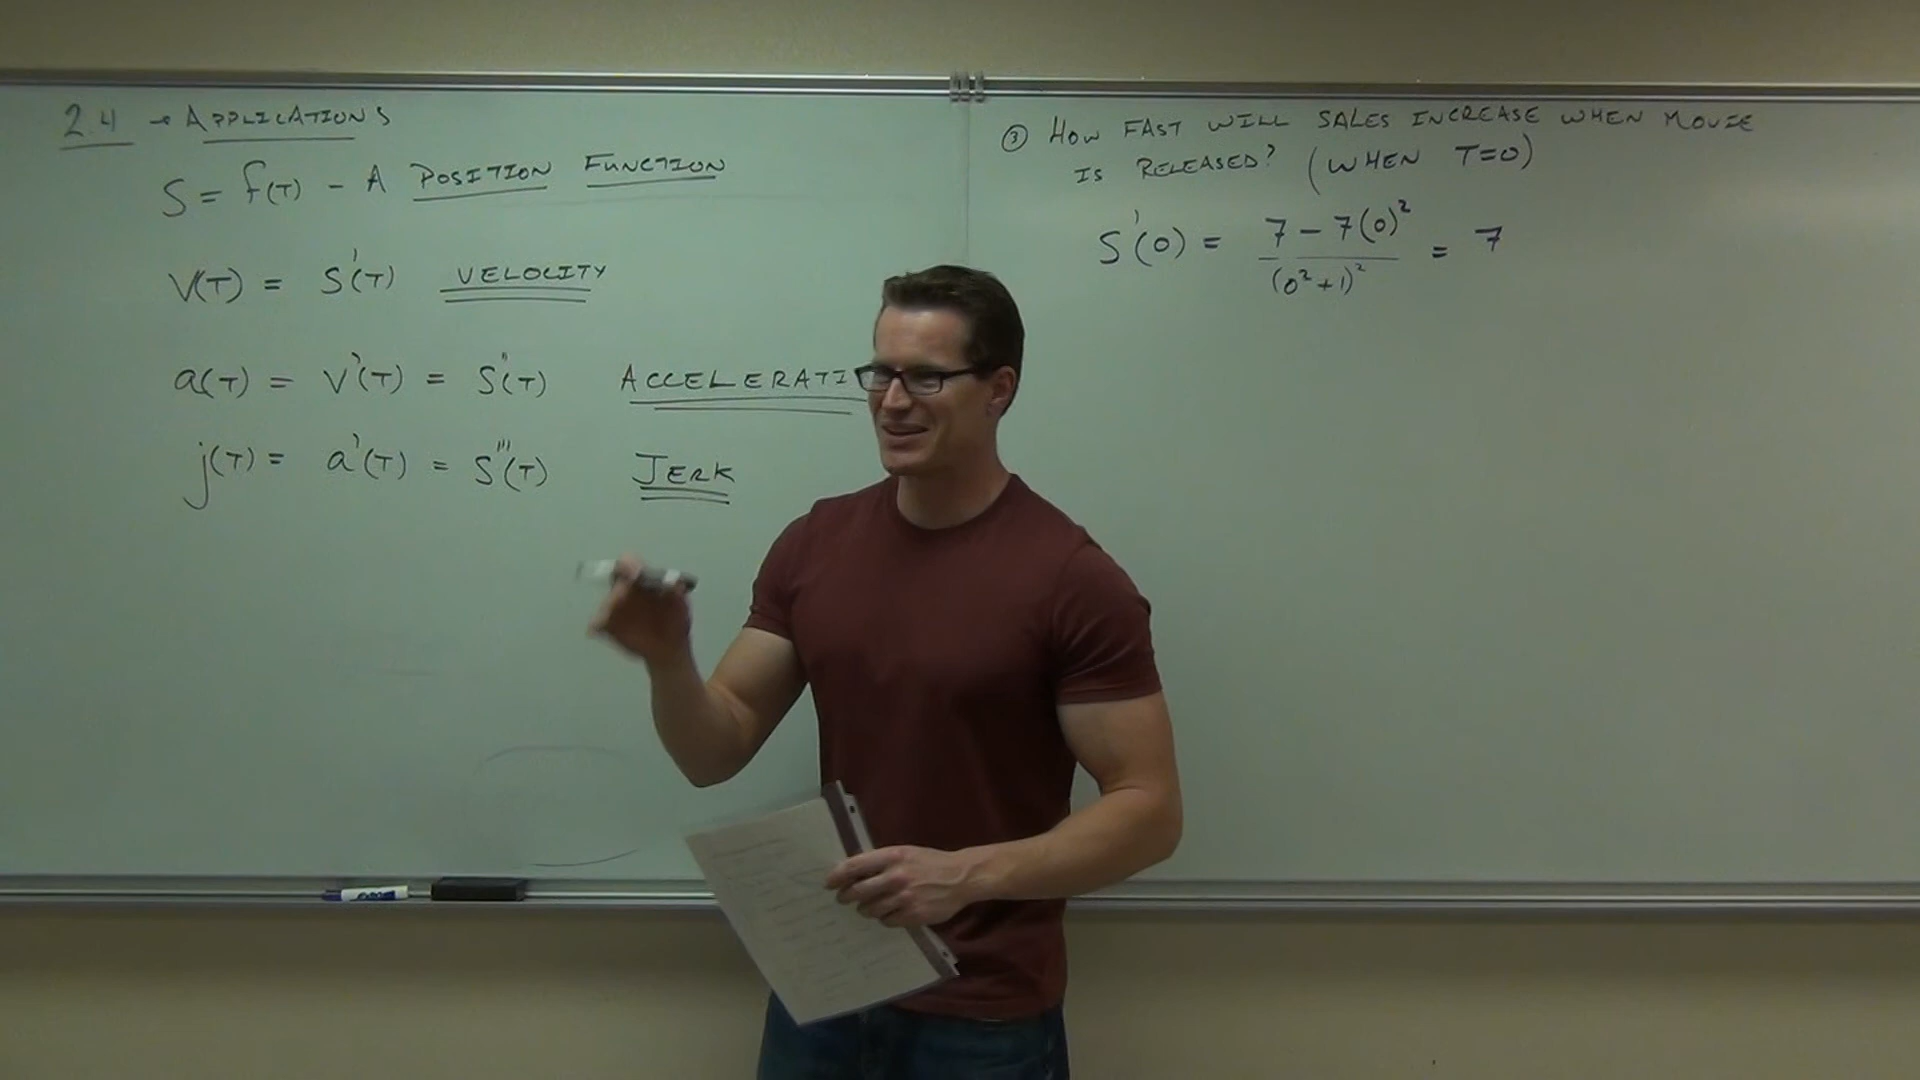 2.4 → APPLICATIONS
S = f(T) - A POSITION FUNCTION
V(T) = S'(T) VELOCITY
a(T) = V'(T) = S''(T) ACCELERATI
j(T) = a'(T) = S'''(T) JERK
③ HOW FAST WILL SALES INCREASE WHEN MOVIE
IS RELEASED? (WHEN T=0)
S'(0) = 7 - 7(0)² / (0²+1)² = 7